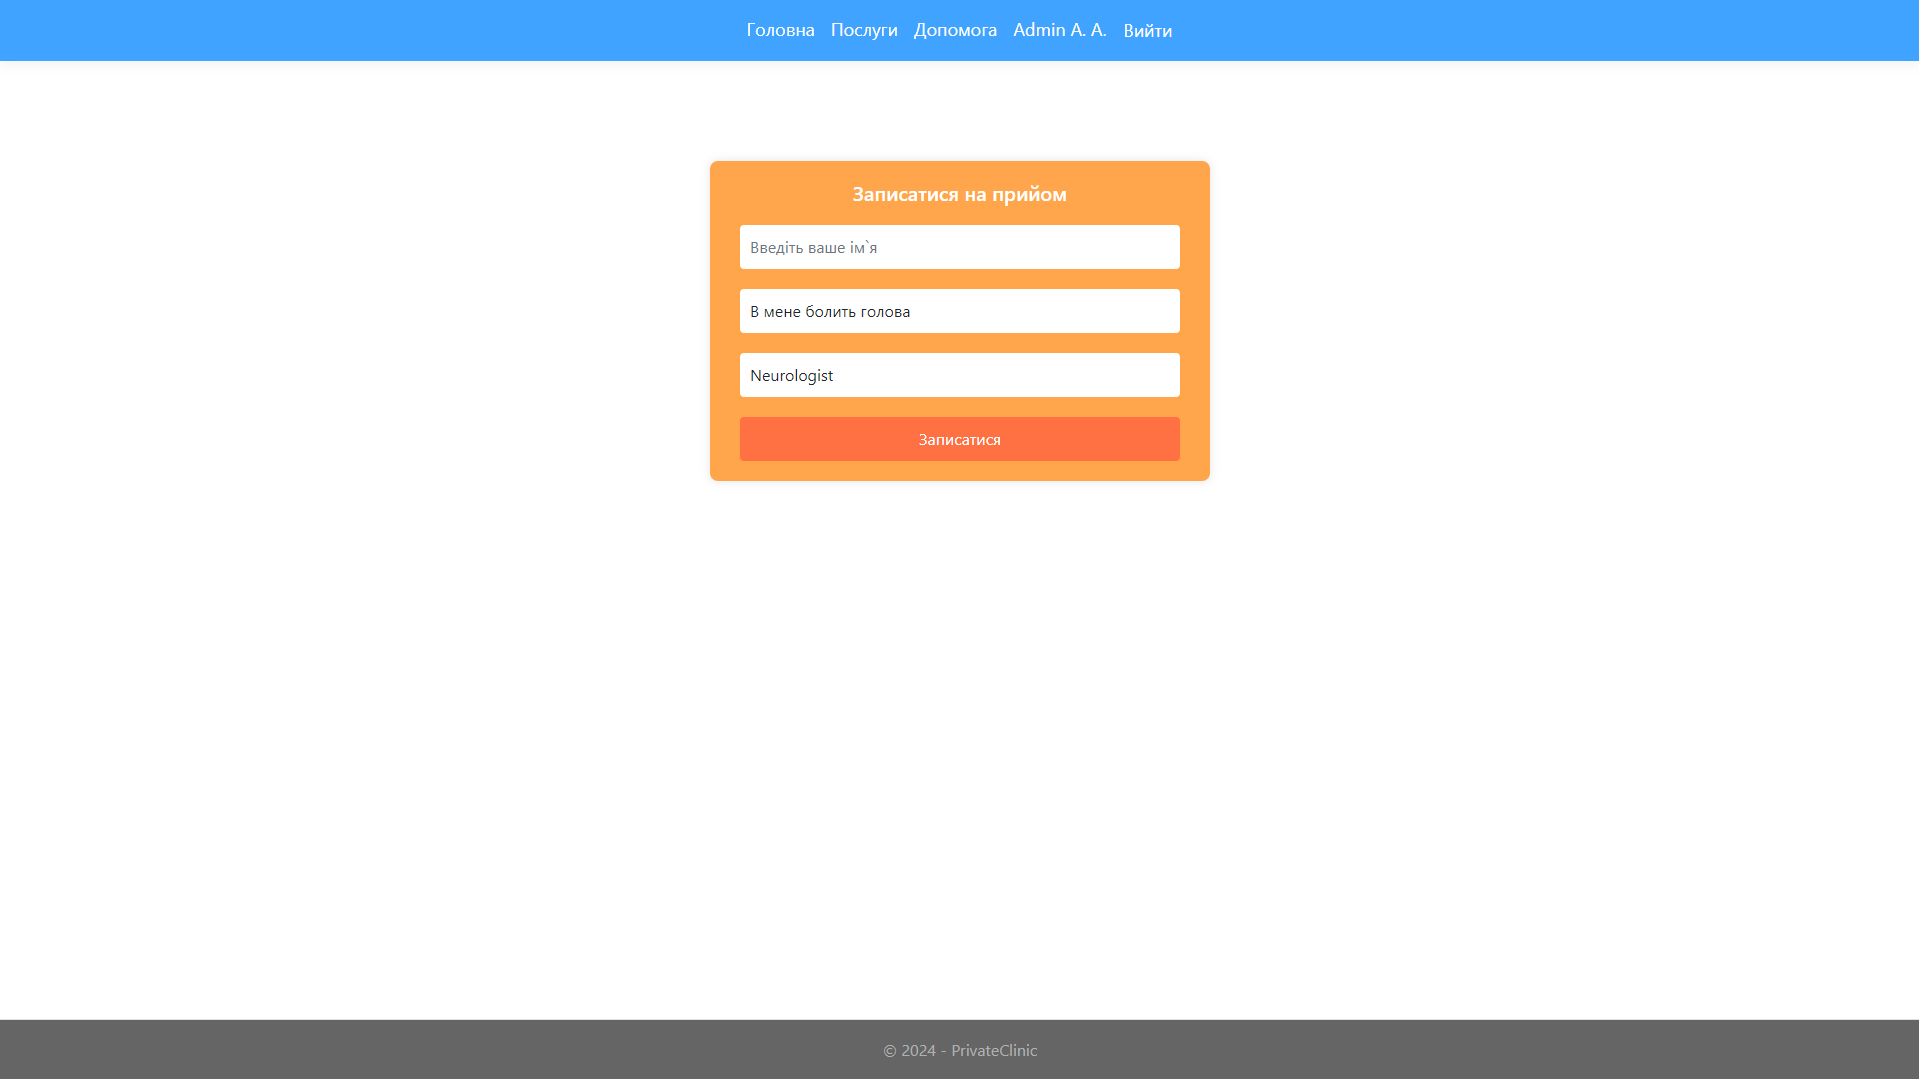 Головна Послуги Допомога Admin A. A. Вийти
Записатися на прийом
Введіть ваше ім`я
В мене болить голова
Neurologist
Записатися
© 2024 - PrivateClinic